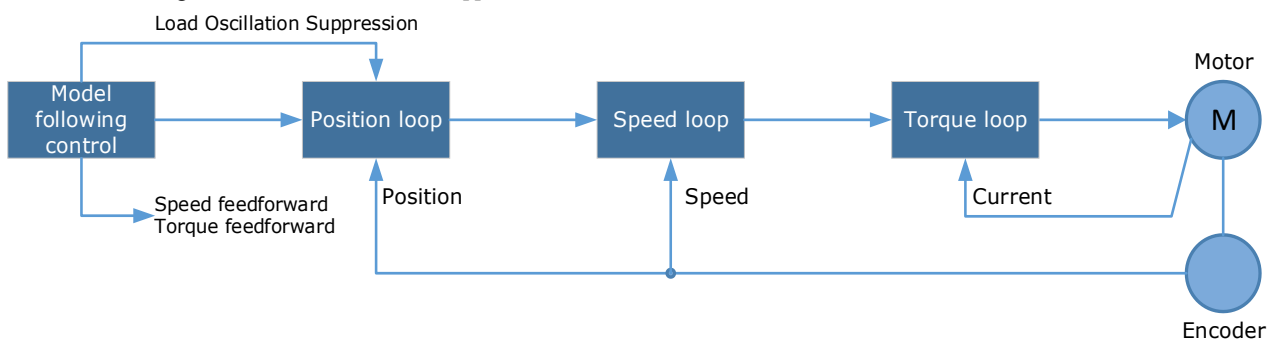 Load Oscillation Suppression
Motor
Model
following
control
Position loop
Speed loop
Torque loop
M
Position
Speed
Current
Speed feedforward
Torque feedforward
Encoder